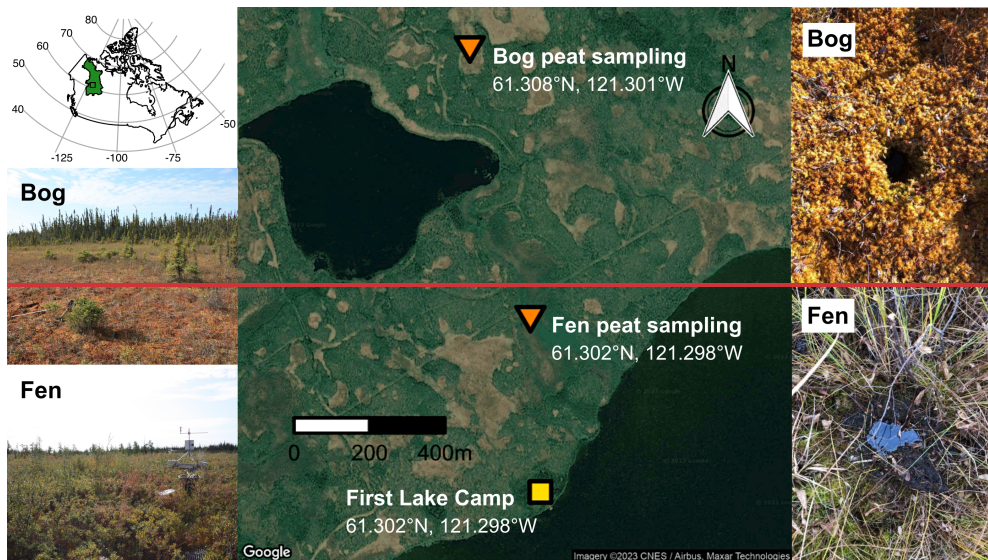 80
70
60
50
40
-125
-100
-75
-50
Bog
Bog peat sampling
61.308°N, 121.301°W
N
Bog
Fen
Fen peat sampling
61.302°N, 121.298°W
0
200
400m
First Lake Camp
61.302°N, 121.298°W
Google
Imagery ©2023 CNES / Airbus, Maxar Technologies
Fen